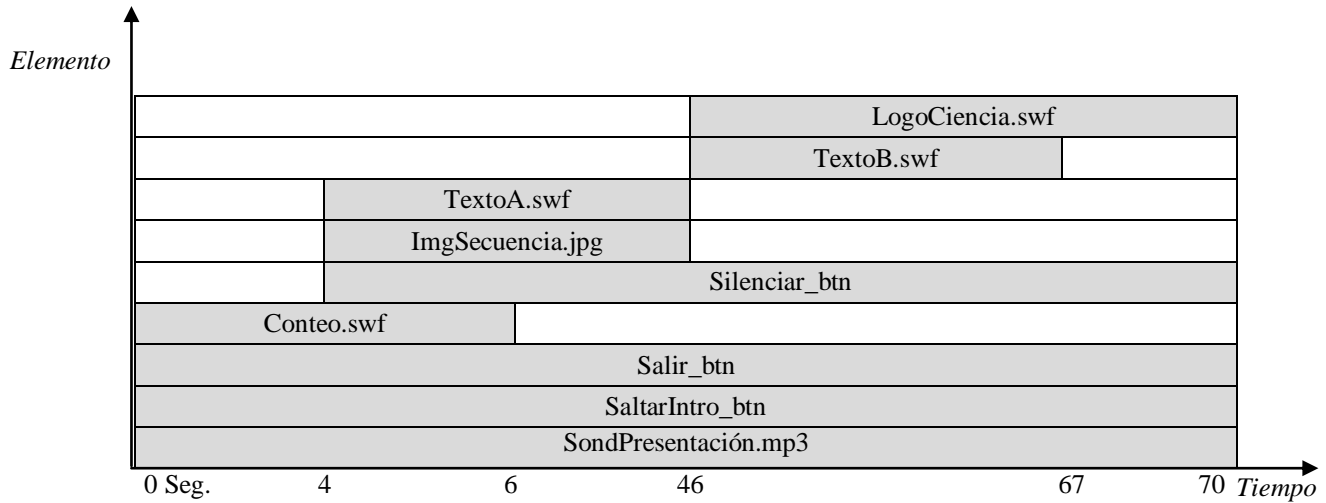 Elemento
LogoCiencia.swf
TextoB.swf
TextoA.swf
ImgSecuencia.jpg
Silenciar_btn
Conteo.swf
Salir_btn
SaltarIntro_btn
SondPresentación.mp3
0 Seg. 4 6 46 67 70 Tiempo